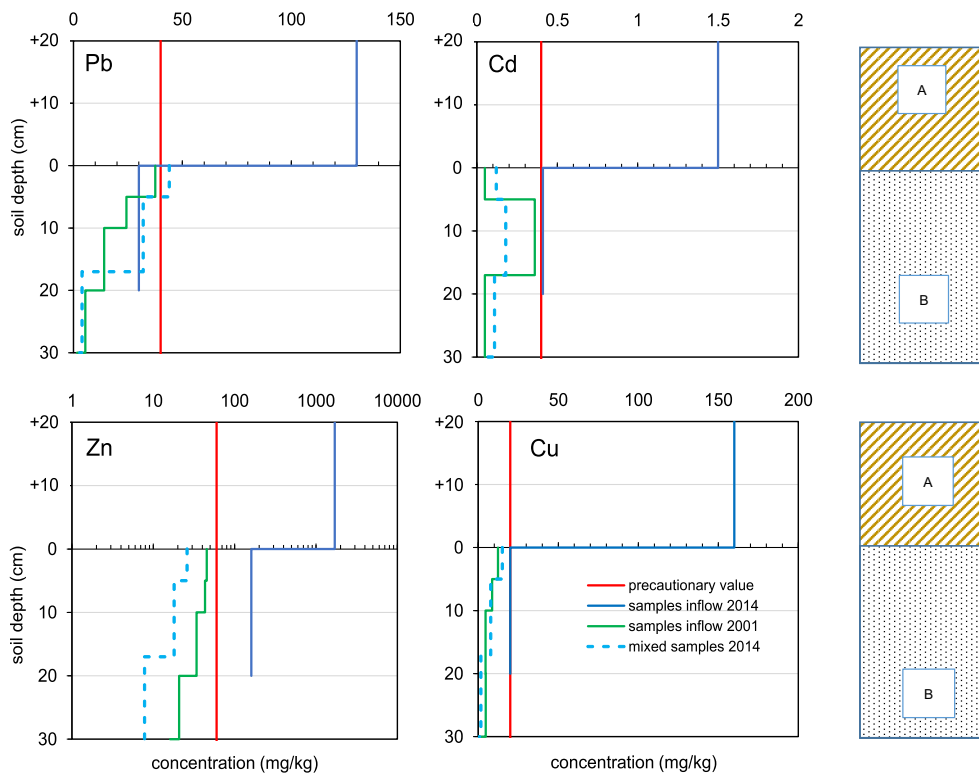 0 50 100 150
+20
+10
0
10
20
30
soil depth (cm)
Pb
0 0.5 1 1.5 2
+20
+10
0
10
20
30
Cd
A
B
1 10 100 1000 10000
+20
+10
0
10
20
30
soil depth (cm)
Zn
concentration (mg/kg)
0 50 100 150 200
+20
+10
0
10
20
30
Cu
precautionary value
samples inflow 2014
samples inflow 2001
mixed samples 2014
concentration (mg/kg)
A
B